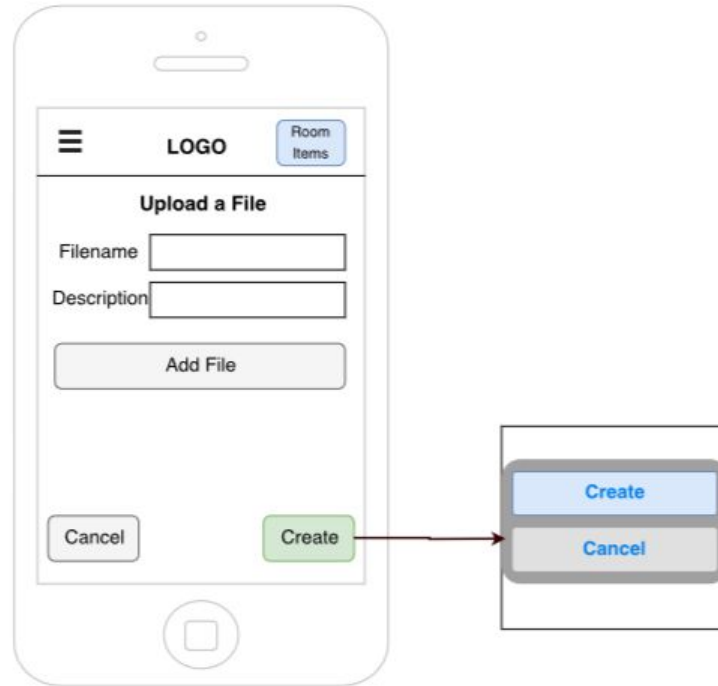 LOGO
Room
Items
Upload a File
Filename
Description
Add File
Cancel
Create
Create
Cancel